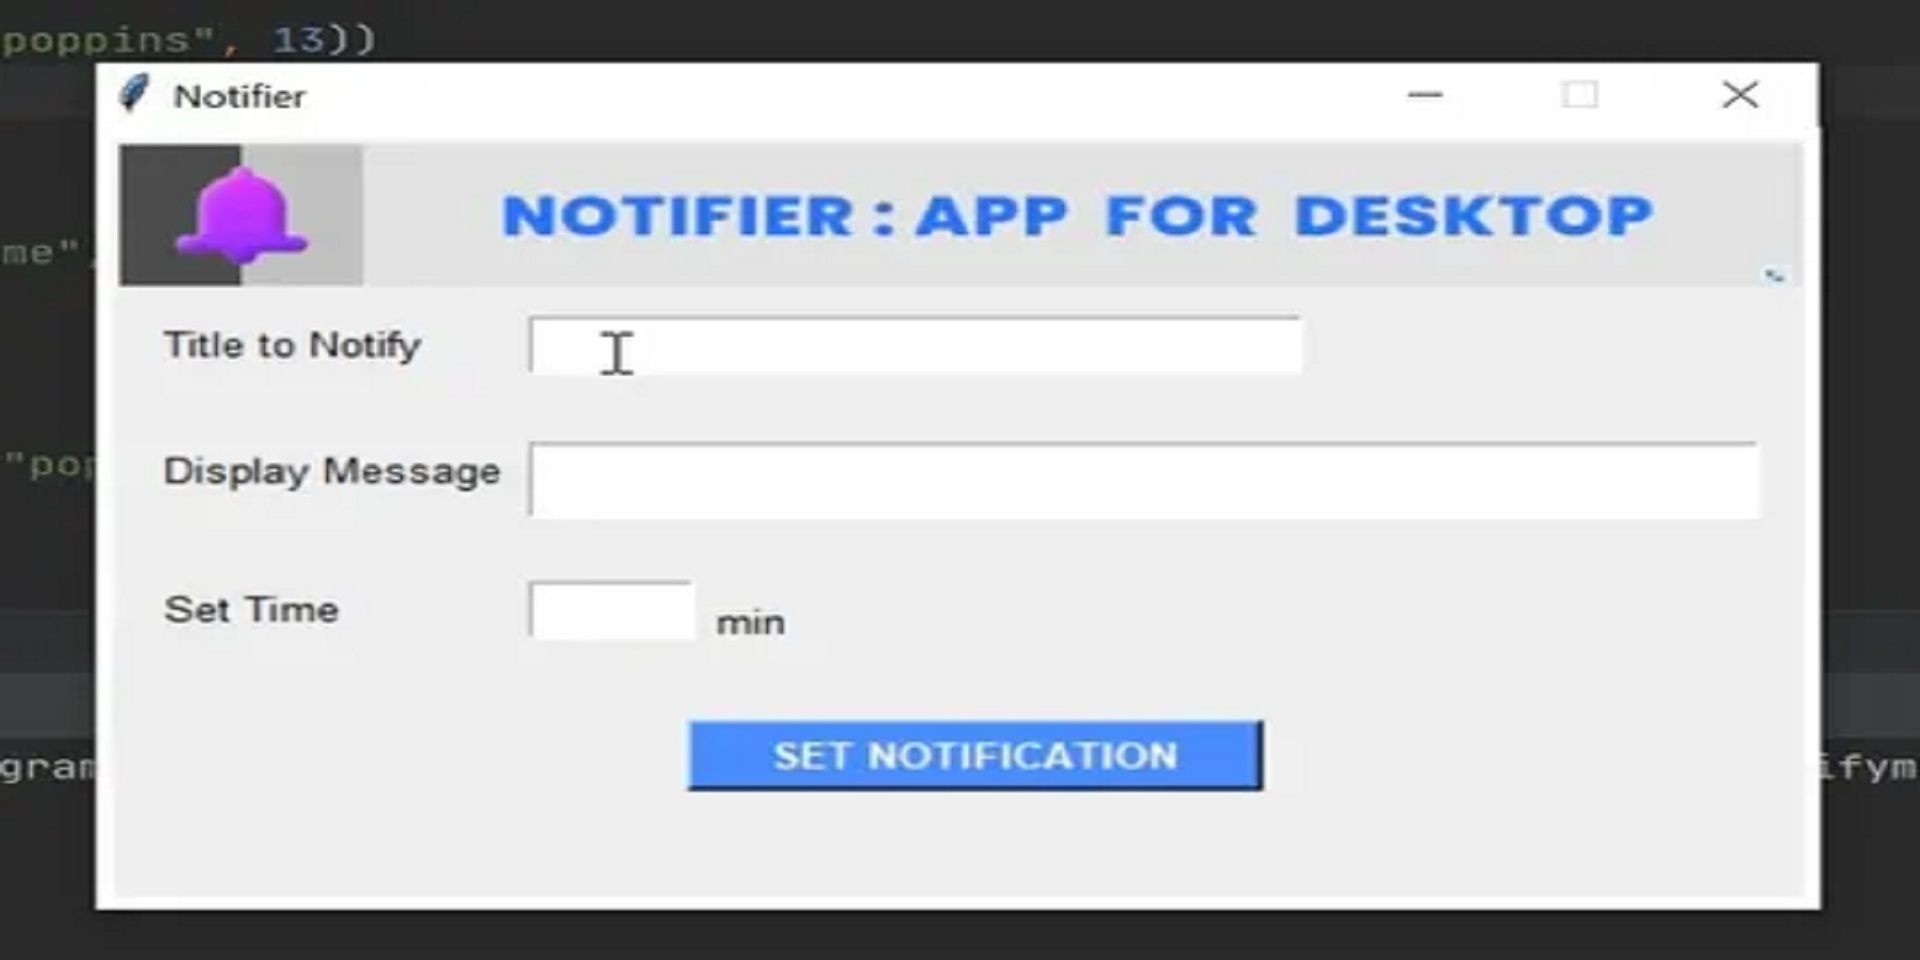 poppins", 13))
Notifier
NOTIFIER : APP FOR DESKTOP
me",
Title to Notify
"pop
Display Message
Set Time
min
SET NOTIFICATION
gram
ifym